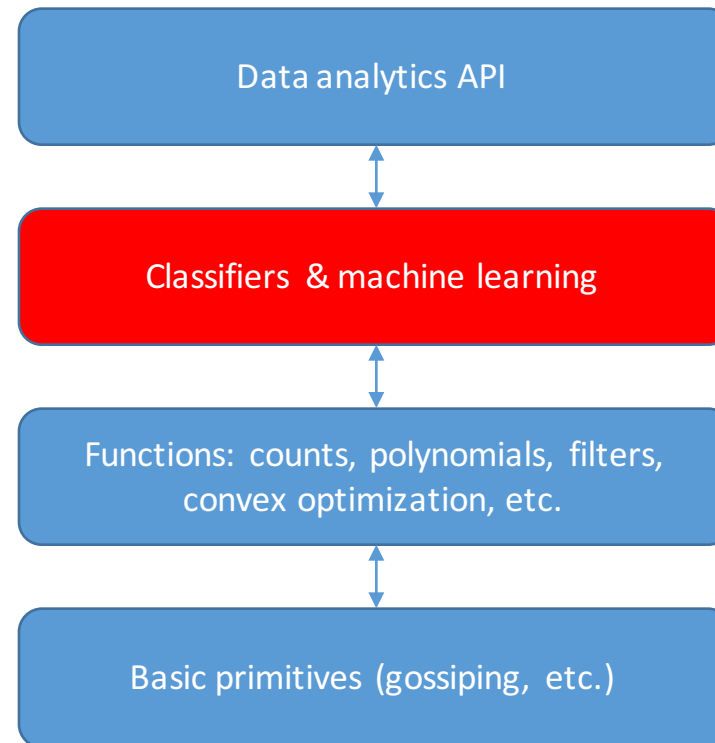 Data analytics API
Classifiers & machine learning
Functions: counts, polynomials, filters,
convex optimization, etc.
Basic primitives (gossiping, etc.)